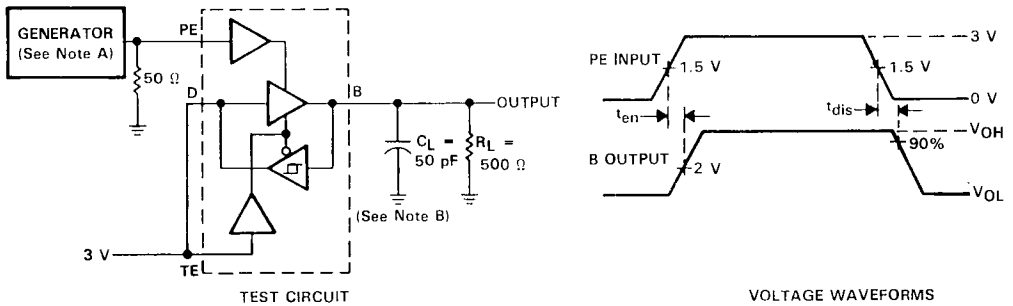 GENERATOR
(See Note A)
PE
50 Ω
D
B
OUTPUT
C_L =
50 pF
R_L =
500 Ω
(See Note B)
3 V
TE
TEST CIRCUIT
PE INPUT
1.5 V
1.5 V
3 V
0 V
t_en
t_dis
V_OH
90%
B OUTPUT
2 V
V_OL
VOLTAGE WAVEFORMS